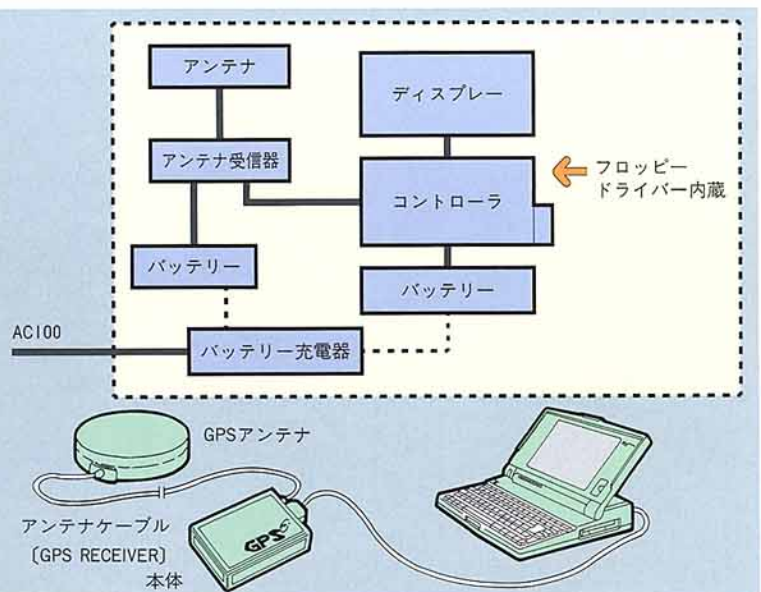 アンテナ
ディスプレー
アンテナ受信器
コントローラ
フロッピー
ドライバー内蔵
バッテリー
バッテリー
AC100
バッテリー充電器
GPSアンテナ
アンテナケーブル
〔GPS RECEIVER〕
本体
GPS